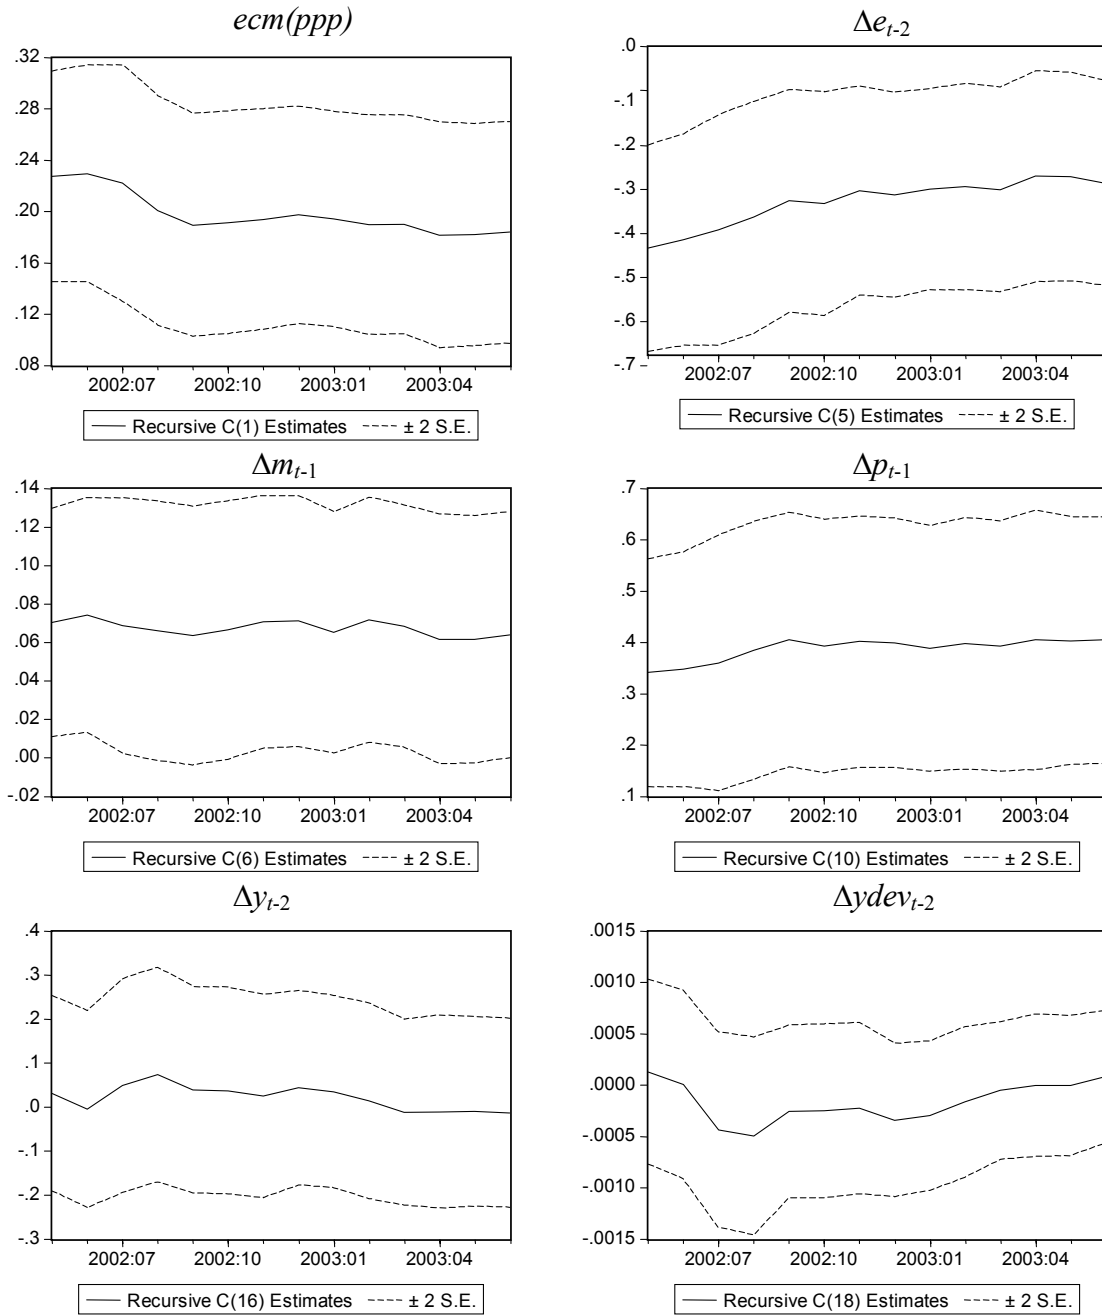 ecm(ppp)
.32
.28
.24
.20
.16
.12
.08
2002:07 2002:10 2003:01 2003:04
Recursive C(1) Estimates ± 2 S.E.
Δe t-2
.0
-.1
-.2
-.3
-.4
-.5
-.6
-.7
2002:07 2002:10 2003:01 2003:04
Recursive C(5) Estimates ± 2 S.E.
Δm t-1
.14
.12
.10
.08
.06
.04
.02
.00
-.02
2002:07 2002:10 2003:01 2003:04
Recursive C(6) Estimates ± 2 S.E.
Δp t-1
.7
.6
.5
.4
.3
.2
.1
2002:07 2002:10 2003:01 2003:04
Recursive C(10) Estimates ± 2 S.E.
Δy t-2
.4
.3
.2
.1
.0
-.1
-.2
-.3
2002:07 2002:10 2003:01 2003:04
Recursive C(16) Estimates ± 2 S.E.
Δydev t-2
.0015
.0010
.0005
.0000
-.0005
-.0010
-.0015
2002:07 2002:10 2003:01 2003:04
Recursive C(18) Estimates ± 2 S.E.